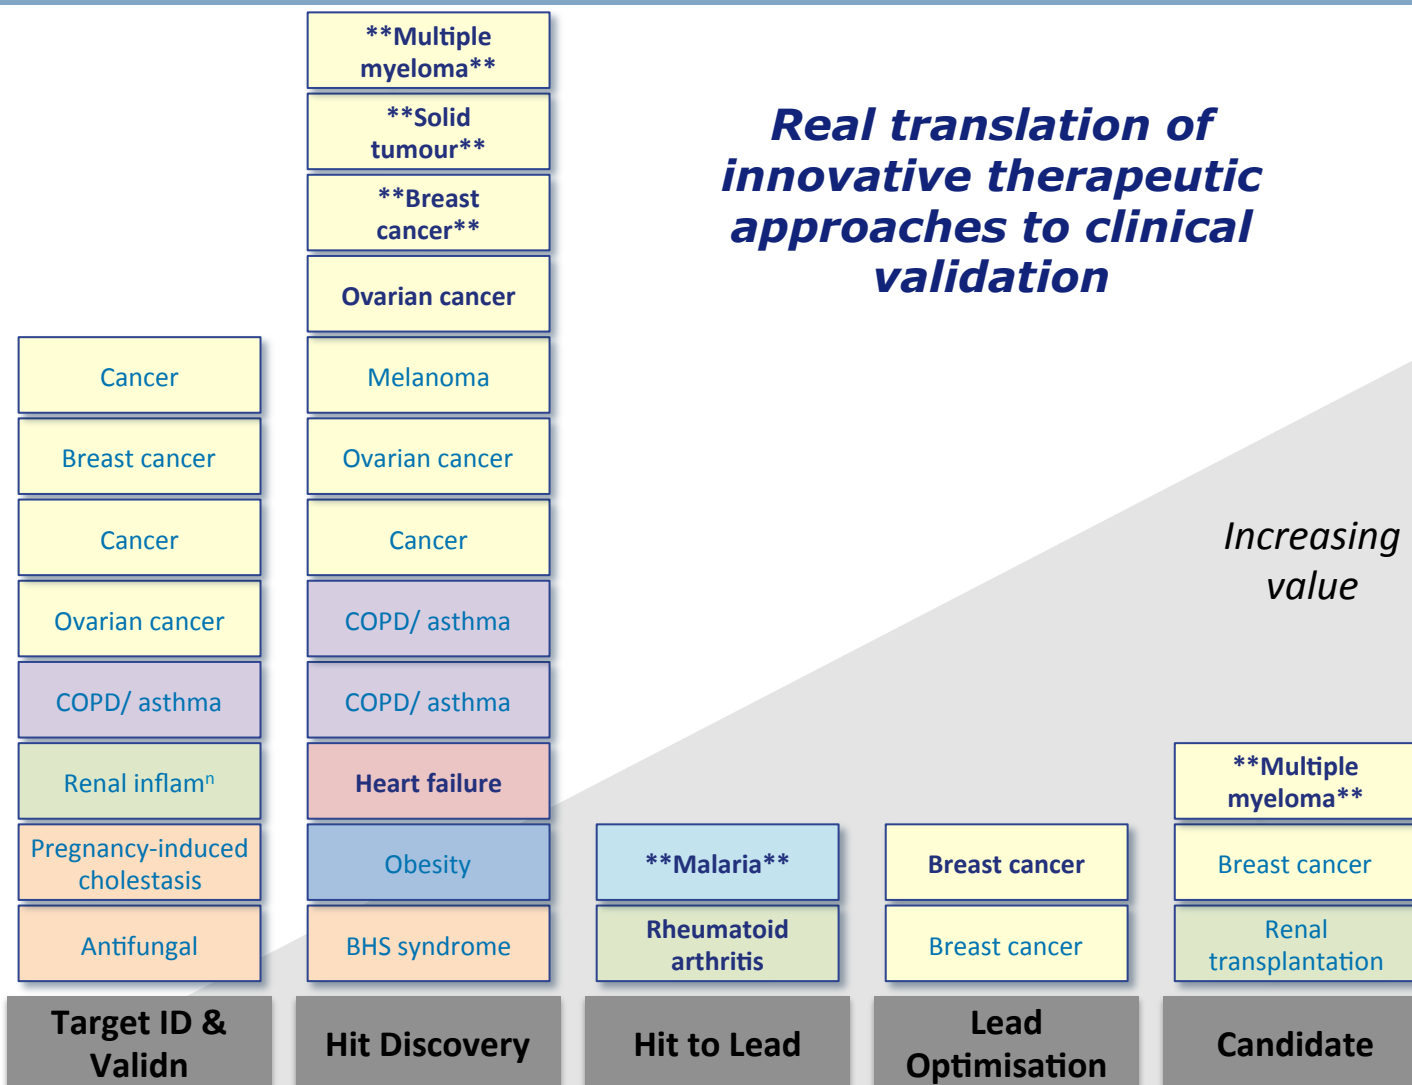 Real translation of
innovative therapeutic
approaches to clinical
validation
Increasing
value
Cancer
Breast cancer
Cancer
Ovarian cancer
COPD/ asthma
Renal inflamⁿ
Pregnancy-induced
cholestasis
Antifungal
Target ID &
Validn
**Multiple
myeloma**
**Solid
tumour**
**Breast
cancer**
Ovarian cancer
Melanoma
Ovarian cancer
Cancer
COPD/ asthma
COPD/ asthma
Heart failure
Obesity
BHS syndrome
Hit Discovery
**Malaria**
Rheumatoid
arthritis
Hit to Lead
Breast cancer
Breast cancer
Lead
Optimisation
**Multiple
myeloma**
Breast cancer
Renal
transplantation
Candidate